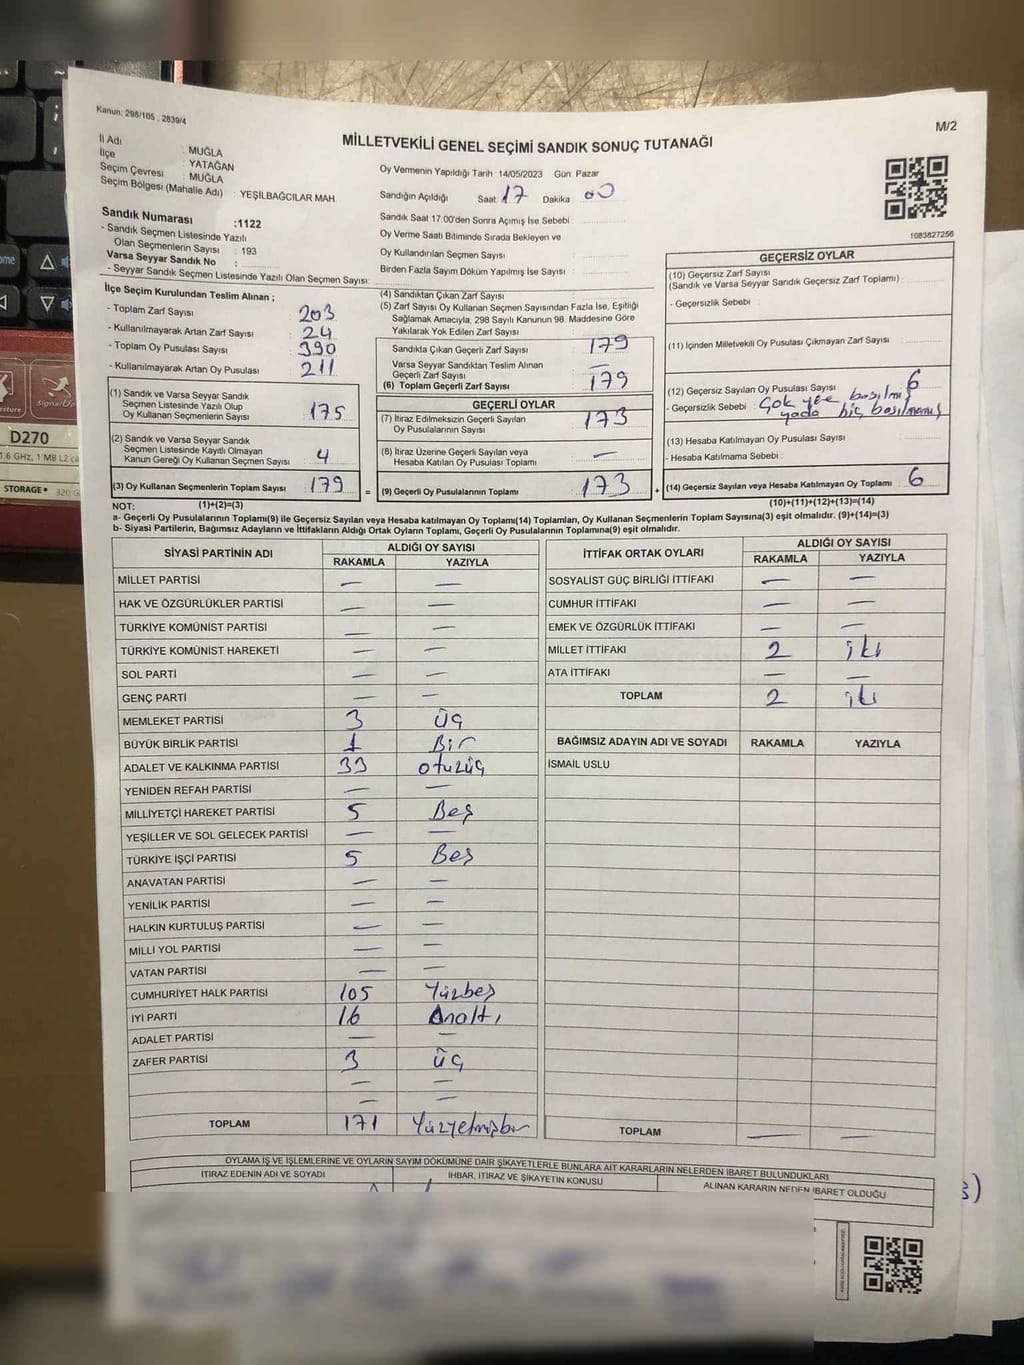 Kanun: 298/105 , 2839/4
M/2
MİLLETVEKİLİ GENEL SEÇİMİ SANDIK SONUÇ TUTANAĞI
İl Adı : MUĞLA
İlçe : YATAĞAN
Seçim Çevresi : MUĞLA
Seçim Bölgesi (Mahalle Adı) : YEŞİLBAĞCILAR MAH.
Sandık Numarası :1122
- Sandık Seçmen Listesinde Yazılı
Olan Seçmenlerin Sayısı : 193
Varsa Seyyar Sandık No :
- Seyyar Sandık Seçmen Listesinde Yazılı Olan Seçmen Sayısı:
Oy Vermenin Yapıldığı Tarih :14/05/2023 Gün: Pazar
Sandığın Açıldığı Saat 17 Dakika 00
Sandık Saat 17:00'den Sonra Açımış İse Sebebi
Oy Verme Saati Bitiminde Sırada Bekleyen ve
Oy Kullandırılan Seçmen Sayısı
Birden Fazla Sayım Döküm Yapılmış İse Sayısı
1083827256
İlçe Seçim Kurulundan Teslim Alınan ;
- Toplam Zarf Sayısı : 203
- Kullanılmayarak Artan Zarf Sayısı : 24
- Toplam Oy Pusulası Sayısı : 390
- Kullanılmayarak Artan Oy Pusulası : 211
(1) Sandık ve Varsa Seyyar Sandık
Seçmen Listesinde Yazılı Olup
Oy Kullanan Seçmenlerin Sayısı : 175
(2) Sandık ve Varsa Seyyar Sandık
Seçmen Listesinde Kayıtlı Olmayan
Kanun Gereği Oy Kullanan Seçmen Sayısı : 4
(3) Oy Kullanan Seçmenlerin Toplam Sayısı : 179
(1)+(2)=(3)
(4) Sandıktan Çıkan Zarf Sayısı
(5) Zarf Sayısı Oy Kullanan Seçmen Sayısından Fazla İse, Eşitliği
Sağlamak Amacıyla, 298 Sayılı Kanunun 98. Maddesine Göre
Yakılarak Yok Edilen Zarf Sayısı
Sandıkta Çıkan Geçerli Zarf Sayısı : 179
Varsa Seyyar Sandıktan Teslim Alınan
Geçerli Zarf Sayısı : —
(6) Toplam Geçerli Zarf Sayısı : 179
GEÇERLİ OYLAR
(7) İtiraz Edilmeksizin Geçerli Sayılan
Oy Pusulalarının Sayısı : 173
(8) İtiraz Üzerine Geçerli Sayılan veya
Hesaba Katılan Oy Pusulası Toplamı : —
= (9) Geçerli Oy Pusulalarının Toplamı : 173
GEÇERSİZ OYLAR
(10) Geçersiz Zarf Sayısı
(Sandık ve Varsa Seyyar Sandık Geçersiz Zarf Toplamı)
- Geçersizlik Sebebi :
(11) İçinden Milletvekili Oy Pusulası Çıkmayan Zarf Sayısı
(12) Geçersiz Sayılan Oy Pusulası Sayısı : 6
- Geçersizlik Sebebi : Çok yere basılmış
yada hiç basılmamış
(13) Hesaba Katılmayan Oy Pusulası Sayısı :
- Hesaba Katılmama Sebebi :
+ (14) Geçersiz Sayılan veya Hesaba Katılmayan Oy Toplamı : 6
(10)+(11)+(12)+(13)=(14)
NOT:
a- Geçerli Oy Pusulalarının Toplamı(9) ile Geçersiz Sayılan veya Hesaba katılmayan Oy Toplamı(14) Toplamları, Oy Kullanan Seçmenlerin Toplam Sayısına(3) eşit olmalıdır. (9)+(14)=(3)
b- Siyasi Partilerin, Bağımsız Adayların ve İttifakların Aldığı Ortak Oyların Toplamı, Geçerli Oy Pusulalarının Toplamına(9) eşit olmalıdır.
SİYASİ PARTİNİN ADI ALDIĞI OY SAYISI
RAKAMLA YAZIYLA
MİLLET PARTİSİ — —
HAK VE ÖZGÜRLÜKLER PARTİSİ — —
TÜRKİYE KOMÜNİST PARTİSİ — —
TÜRKİYE KOMÜNİST HAREKETİ — —
SOL PARTİ — —
GENÇ PARTİ — —
MEMLEKET PARTİSİ 3 Üç
BÜYÜK BİRLİK PARTİSİ 1 Bir
ADALET VE KALKINMA PARTİSİ 33 otuzüç
YENİDEN REFAH PARTİSİ — —
MİLLİYETÇİ HAREKET PARTİSİ 5 Beş
YEŞİLLER VE SOL GELECEK PARTİSİ — —
TÜRKİYE İŞÇİ PARTİSİ 5 Beş
ANAVATAN PARTİSİ — —
YENİLİK PARTİSİ — —
HALKIN KURTULUŞ PARTİSİ — —
MİLLİ YOL PARTİSİ — —
VATAN PARTİSİ — —
CUMHURİYET HALK PARTİSİ 105 Yüzbeş
İYİ PARTİ 16 Onaltı
ADALET PARTİSİ — —
ZAFER PARTİSİ 3 Üç
— —
— —
TOPLAM 171 Yüzyetmişbir
İTTİFAK ORTAK OYLARI ALDIĞI OY SAYISI
RAKAMLA YAZIYLA
SOSYALİST GÜÇ BİRLİĞİ İTTİFAKI — —
CUMHUR İTTİFAKI — —
EMEK VE ÖZGÜRLÜK İTTİFAKI — —
MİLLET İTTİFAKI 2 iki
ATA İTTİFAKI — —
TOPLAM 2 iki
BAĞIMSIZ ADAYIN ADI VE SOYADI RAKAMLA YAZIYLA
İSMAİL USLU
TOPLAM — —
OYLAMA İŞ VE İŞLEMLERİNE VE OYLARIN SAYIM DÖKÜMÜNE DAİR ŞİKAYETLERLE BUNLARA AİT KARARLARIN NELERDEN İBARET BULUNDUKLARI
İTİRAZ EDENİN ADI VE SOYADI İHBAR, İTİRAZ VE ŞİKAYETİN KONUSU ALINAN KARARIN NEDEN İBARET OLDUĞU
D270
STORAGE